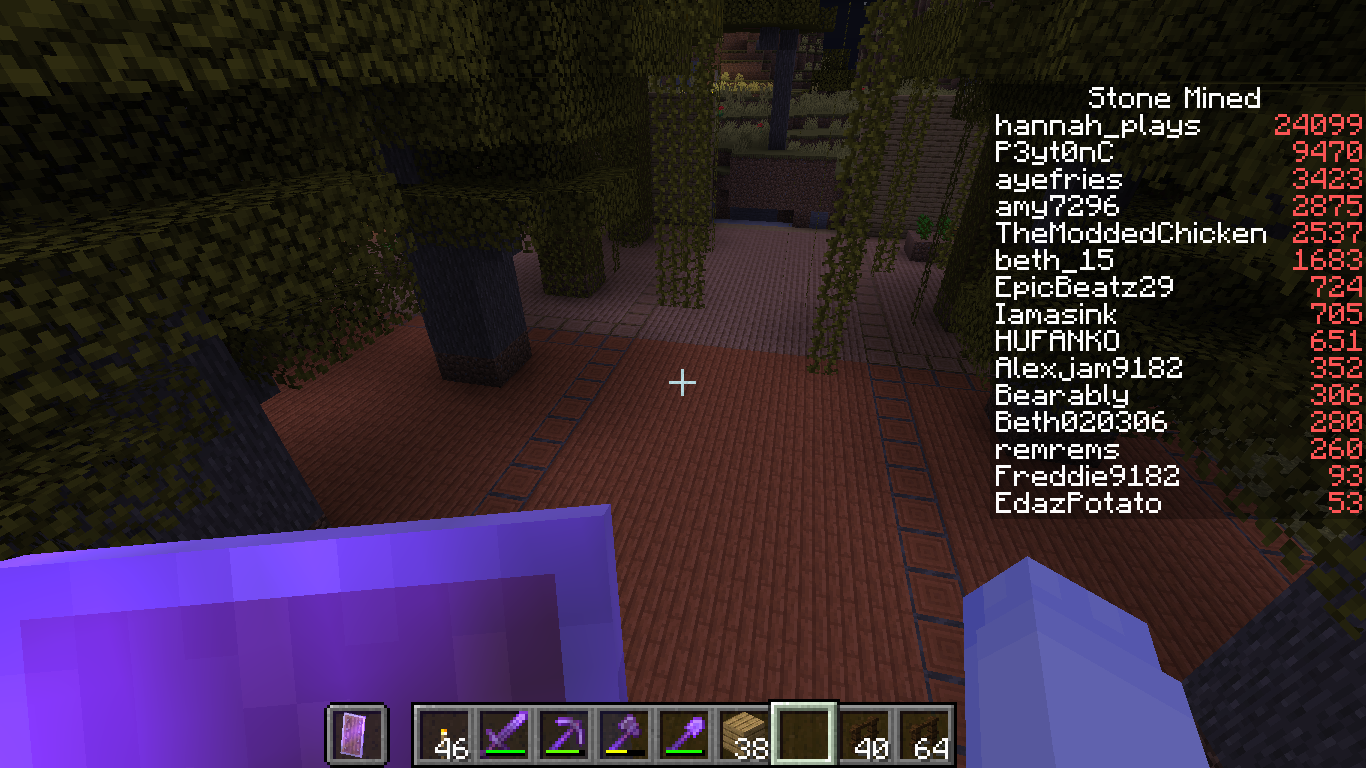 Stone Mined
hannah_plays 24099
P3yt0nC 9470
ayefries 3423
amy7296 2875
TheModdedChicken 2537
beth_15 1683
EpicBeatz29 724
Iamasink 705
HUFANKO 651
Alexjam9182 352
Bearably 306
Beth020306 280
remrems 260
Freddie9182 93
EdazPotato 53
46 38 40 64